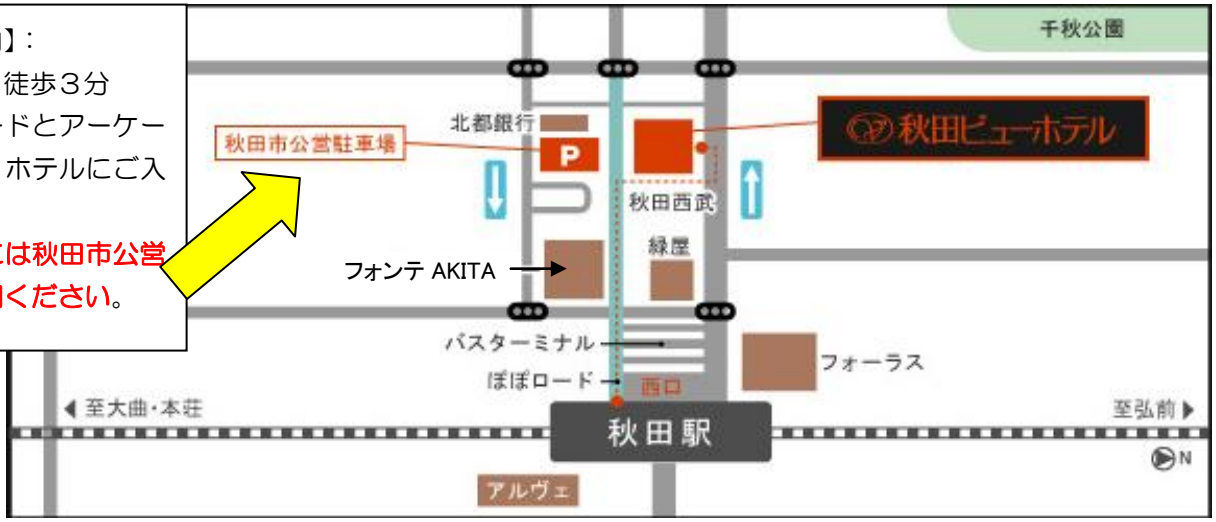 】：
徒歩３分
ードとアーケー
ホテルにご入
は秋田市公営
ください。
千秋公園
北都銀行
秋田市公営駐車場
P
秋田ビューホテル
秋田西武
緑屋
フォンテ AKITA
バスターミナル
フォーラス
ぽぽロード
西口
至大曲・本荘
至弘前
秋田駅
N
アルヴェ